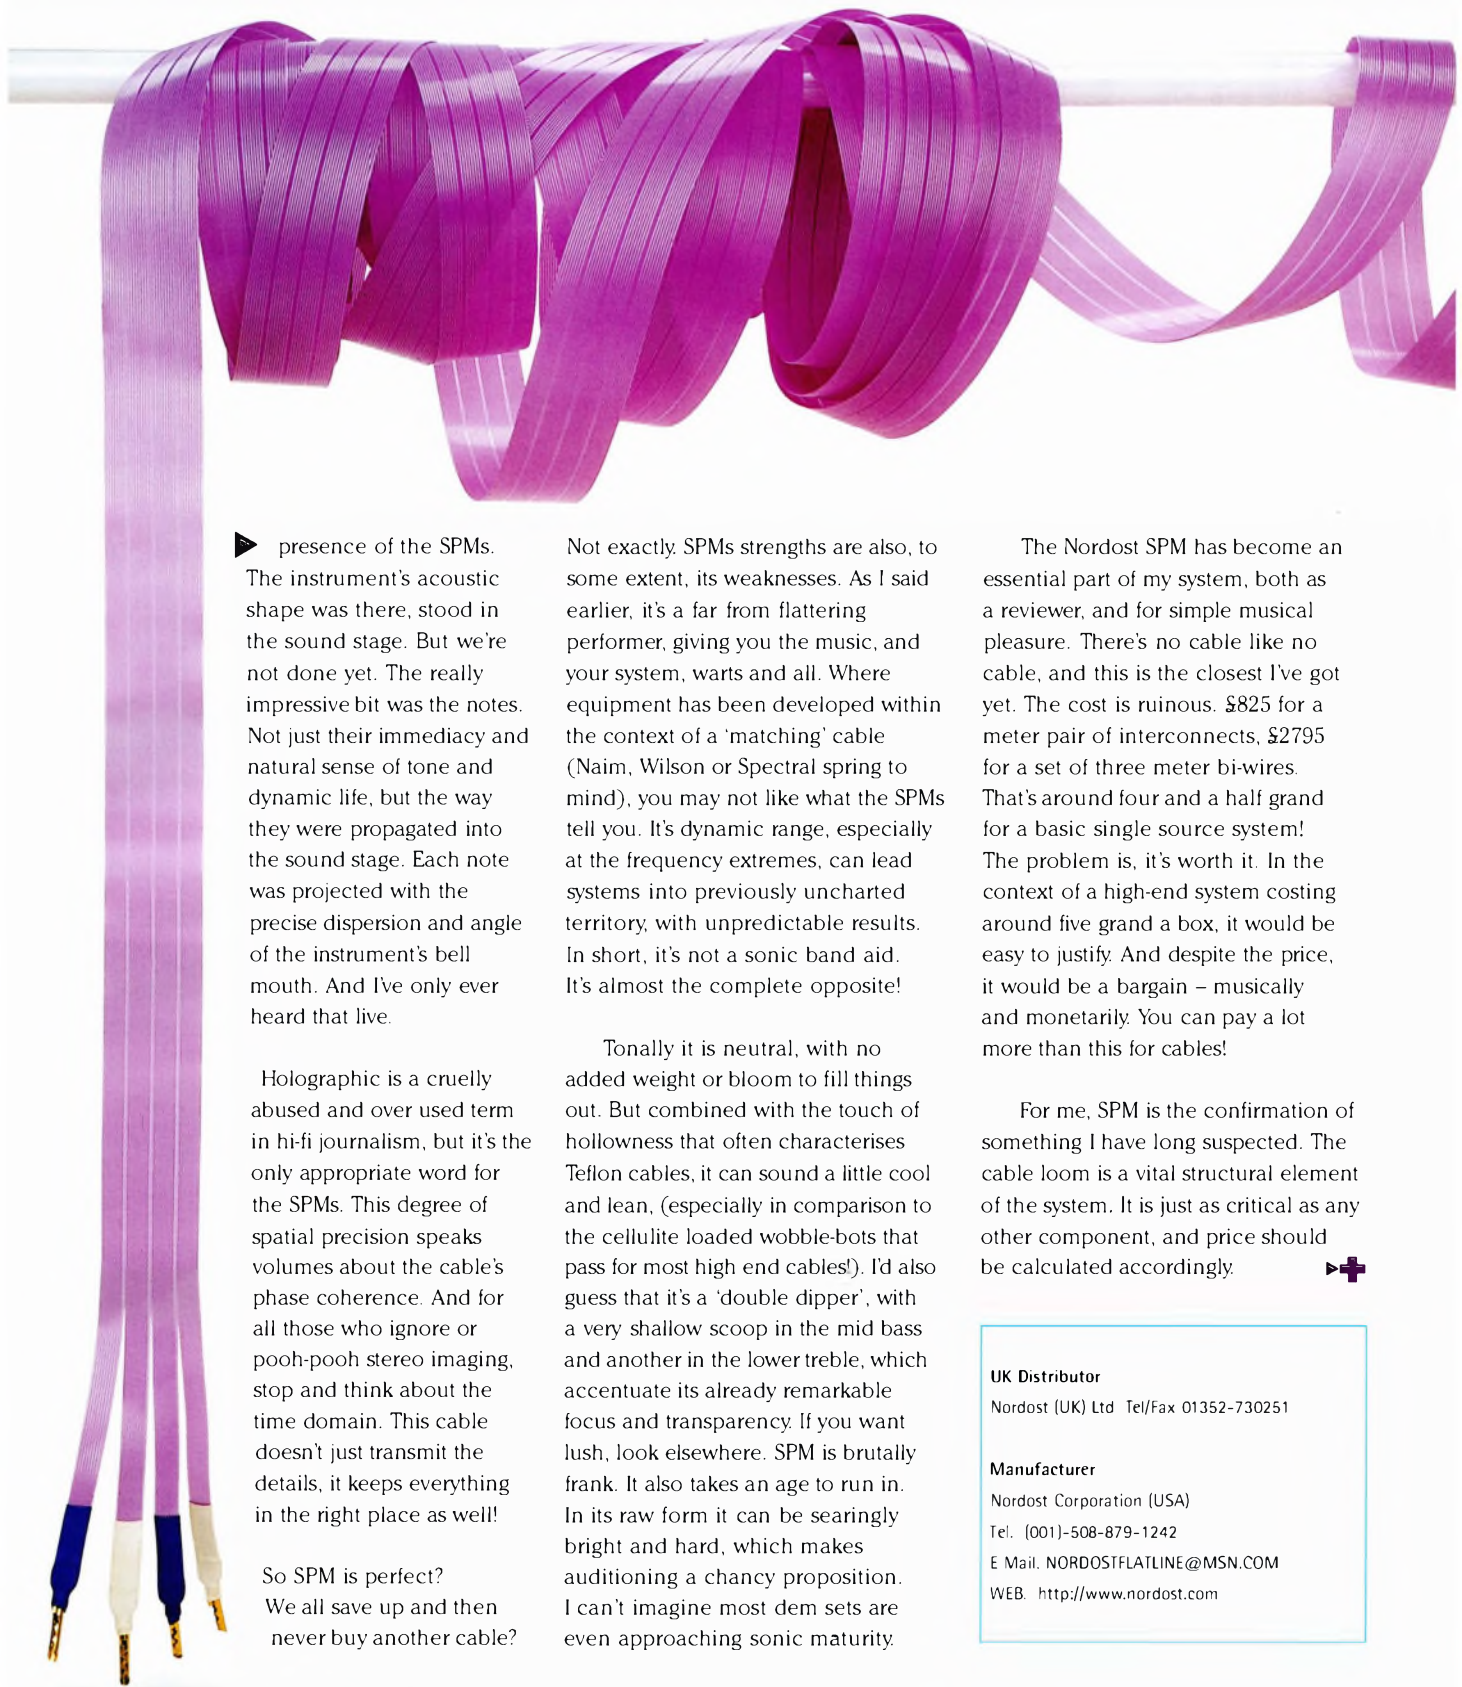 presence of the SPMs.
The instrument's acoustic
shape was there, stood in
the sound stage. But we're
not done yet. The really
impressive bit was the notes.
Not just their immediacy and
natural sense of tone and
dynamic life, but the way
they were propagated into
the sound stage. Each note
was projected with the
precise dispersion and angle
of the instrument's bell
mouth. And I've only ever
heard that live.
Holographic is a cruelly
abused and over used term
in hi-fi journalism, but it's the
only appropriate word for
the SPMs. This degree of
spatial precision speaks
volumes about the cable's
phase coherence. And for
all those who ignore or
pooh-pooh stereo imaging,
stop and think about the
time domain. This cable
doesn't just transmit the
details, it keeps everything
in the right place as well!
So SPM is perfect?
We all save up and then
never buy another cable?
Not exactly. SPMs strengths are also, to
some extent, its weaknesses. As I said
earlier, it's a far from flattering
performer, giving you the music, and
your system, warts and all. Where
equipment has been developed within
the context of a 'matching' cable
(Naim, Wilson or Spectral spring to
mind), you may not like what the SPMs
tell you. It's dynamic range, especially
at the frequency extremes, can lead
systems into previously uncharted
territory, with unpredictable results.
In short, it's not a sonic band aid.
It's almost the complete opposite!
Tonally it is neutral, with no
added weight or bloom to fill things
out. But combined with the touch of
hollowness that often characterises
Teflon cables, it can sound a little cool
and lean, (especially in comparison to
the cellulite loaded wobble-bots that
pass for most high end cables!). I'd also
guess that it's a 'double dipper', with
a very shallow scoop in the mid bass
and another in the lower treble, which
accentuate its already remarkable
focus and transparency. If you want
lush, look elsewhere. SPM is brutally
frank. It also takes an age to run in.
In its raw form it can be searingly
bright and hard, which makes
auditioning a chancy proposition.
I can't imagine most dem sets are
even approaching sonic maturity.
The Nordost SPM has become an
essential part of my system, both as
a reviewer, and for simple musical
pleasure. There's no cable like no
cable, and this is the closest I've got
yet. The cost is ruinous. £825 for a
meter pair of interconnects, £2795
for a set of three meter bi-wires.
That's around four and a half grand
for a basic single source system!
The problem is, it's worth it. In the
context of a high-end system costing
around five grand a box, it would be
easy to justify. And despite the price,
it would be a bargain – musically
and monetarily. You can pay a lot
more than this for cables!
For me, SPM is the confirmation of
something I have long suspected. The
cable loom is a vital structural element
of the system. It is just as critical as any
other component, and price should
be calculated accordingly.
UK Distributor
Nordost (UK) Ltd Tel/Fax 01352-730251
Manufacturer
Nordost Corporation (USA)
Tel. (001)-508-879-1242
E Mail. NORDOSTFLATLINE@MSN.COM
WEB. http://www.nordost.com